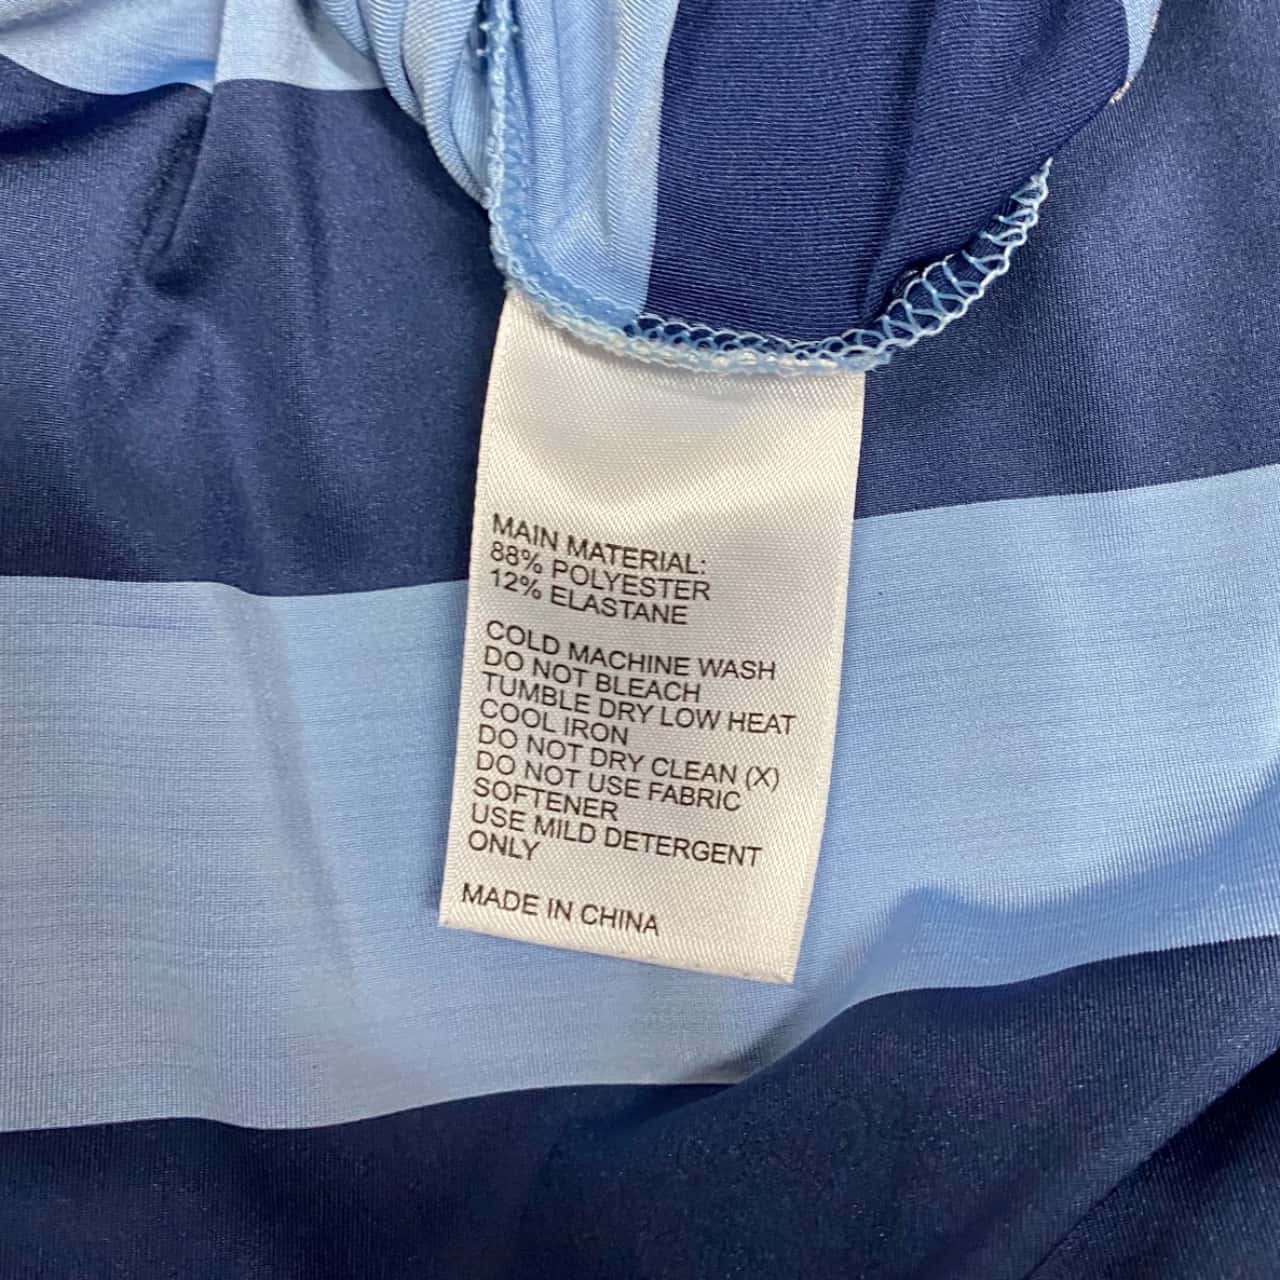 MAIN MATERIAL:
88% POLYESTER
12% ELASTANE
COLD MACHINE WASH
DO NOT BLEACH
TUMBLE DRY LOW HEAT
COOL IRON
DO NOT DRY CLEAN (X)
DO NOT USE FABRIC
SOFTENER
USE MILD DETERGENT
ONLY
MADE IN CHINA